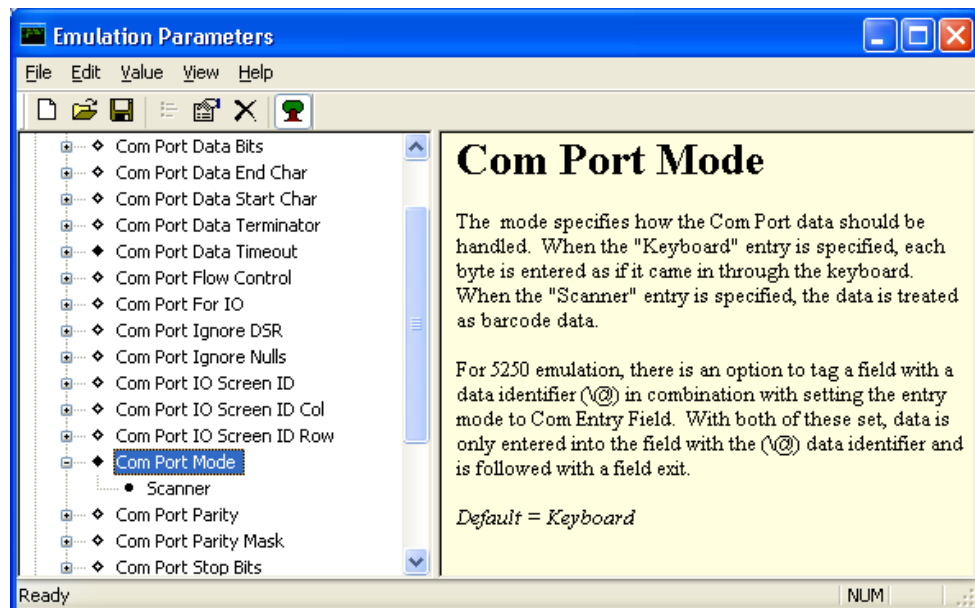 Emulation Parameters
File Edit Value View Help
Com Port Data Bits
Com Port Data End Char
Com Port Data Start Char
Com Port Data Terminator
Com Port Data Timeout
Com Port Flow Control
Com Port For IO
Com Port Ignore DSR
Com Port Ignore Nulls
Com Port IO Screen ID
Com Port IO Screen ID Col
Com Port IO Screen ID Row
Com Port Mode
Scanner
Com Port Parity
Com Port Parity Mask
Com Port Stop Bits
Com Port Mode
The mode specifies how the Com Port data should be
handled. When the "Keyboard" entry is specified, each
byte is entered as if it came in through the keyboard.
When the "Scanner" entry is specified, the data is treated
as barcode data.
For 5250 emulation, there is an option to tag a field with a
data identifier (\@) in combination with setting the entry
mode to Com Entry Field. With both of these set, data is
only entered into the field with the (\@) data identifier and
is followed with a field exit.
Default = Keyboard
Ready NUM